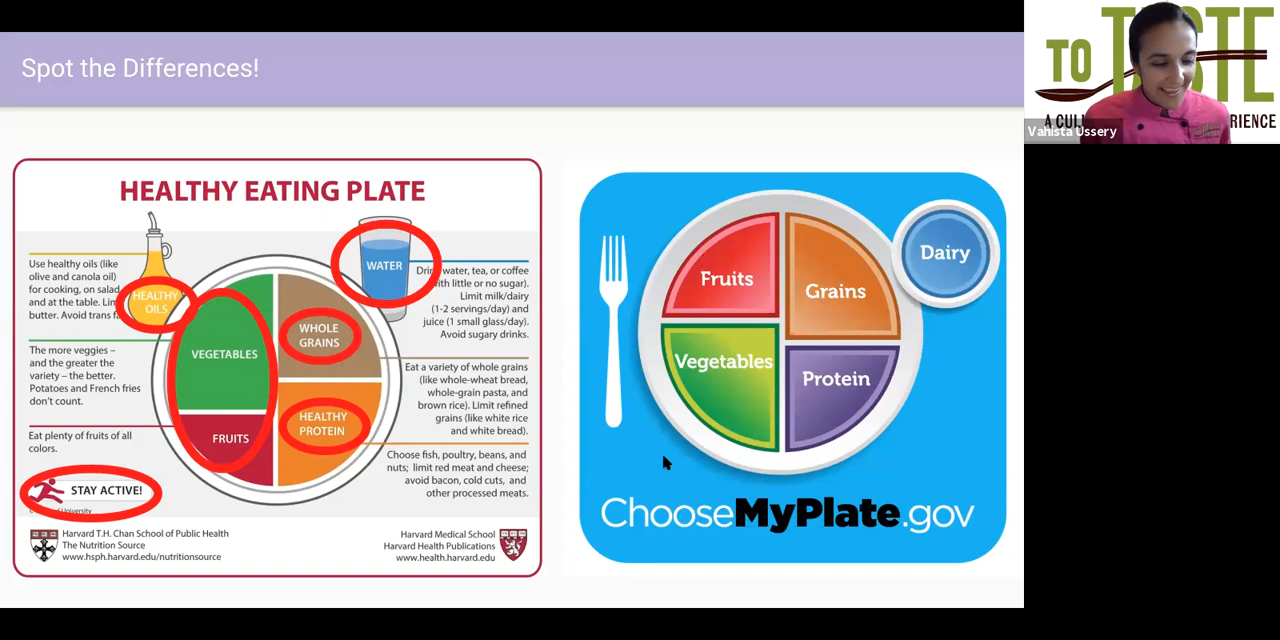 Spot the Differences!
HEALTHY EATING PLATE
Use healthy oils (like
olive and canola oil)
for cooking, on salad,
and at the table. Lim
butter. Avoid trans fa
HEALTHY
OILS
The more veggies –
and the greater the
variety – the better.
Potatoes and French fries
don't count.
Eat plenty of fruits of all
colors.
STAY ACTIVE!
University
VEGETABLES
FRUITS
WHOLE
GRAINS
HEALTHY
PROTEIN
WATER
Drink water, tea, or coffee
with little or no sugar).
Limit milk/dairy
(1-2 servings/day) and
juice (1 small glass/day).
Avoid sugary drinks.
Eat a variety of whole grains
(like whole-wheat bread,
whole-grain pasta, and
brown rice). Limit refined
grains (like white rice
and white bread).
Choose fish, poultry, beans, and
nuts; limit red meat and cheese;
avoid bacon, cold cuts, and
other processed meats.
Harvard T.H. Chan School of Public Health
The Nutrition Source
www.hsph.harvard.edu/nutritionsource
Harvard Medical School
Harvard Health Publications
www.health.harvard.edu
Fruits
Grains
Vegetables
Protein
Dairy
ChooseMyPlate.gov
TO TASTE
A CUL RIENCE
Vahista Ussery